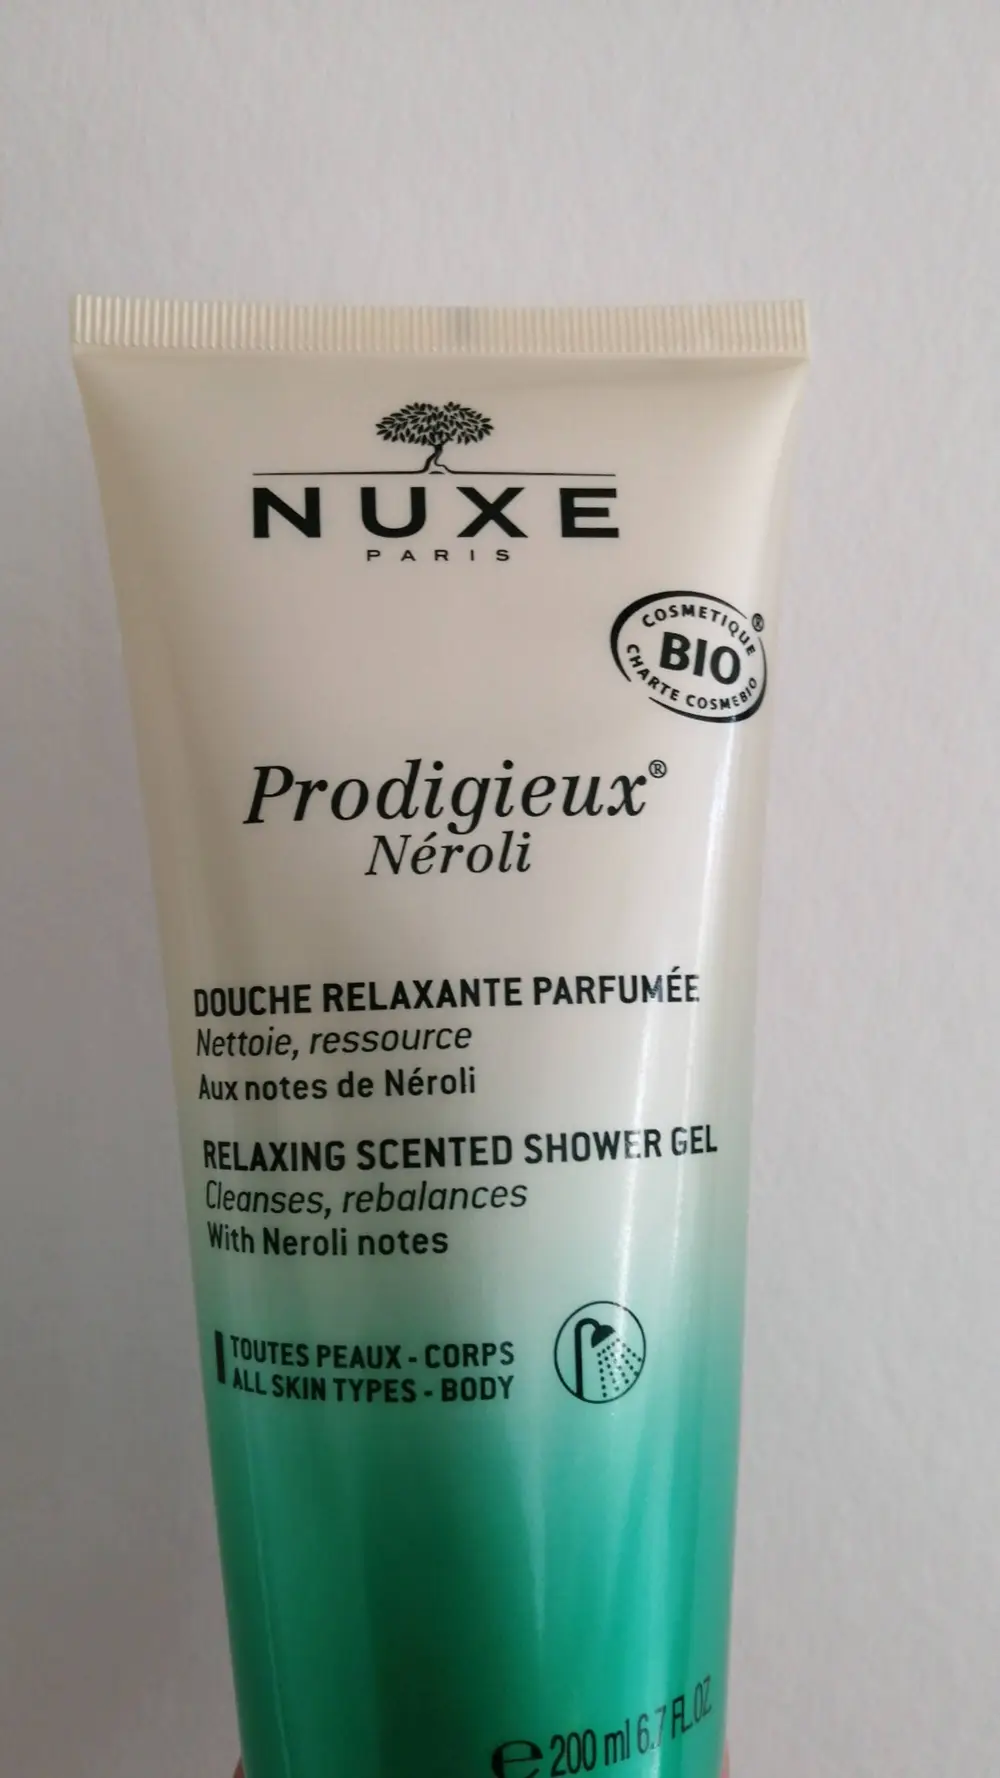 NUXE
PARIS
COSMETIQUE
®
BIO
CHARTE COSMEBIO
Prodigieux®
Néroli
DOUCHE RELAXANTE PARFUMÉE
Nettoie, ressource
Aux notes de Néroli
RELAXING SCENTED SHOWER GEL
Cleanses, rebalances
With Neroli notes
TOUTES PEAUX - CORPS
ALL SKIN TYPES - BODY
℮ 200 ml 6.7 FL.OZ